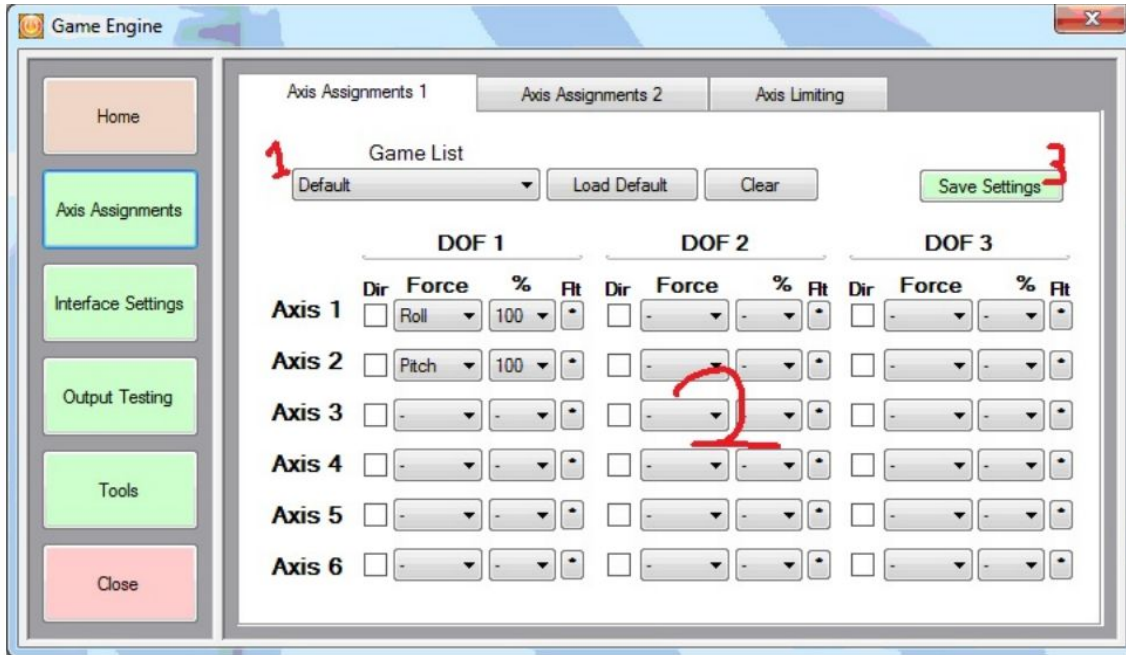 Game Engine
Home
Axis Assignments
Interface Settings
Output Testing
Tools
Close
Axis Assignments 1 Axis Assignments 2 Axis Limiting
1 Game List 3
Default Load Default Clear Save Settings
DOF 1 DOF 2 DOF 3
Dir Force % Flt Dir Force % Flt Dir Force % Flt
Axis 1 Roll 100 * - - * - - *
Axis 2 Pitch 100 * - - * - - *
2
Axis 3 - - * - - * - - *
Axis 4 - - * - - * - - *
Axis 5 - - * - - * - - *
Axis 6 - - * - - * - - *